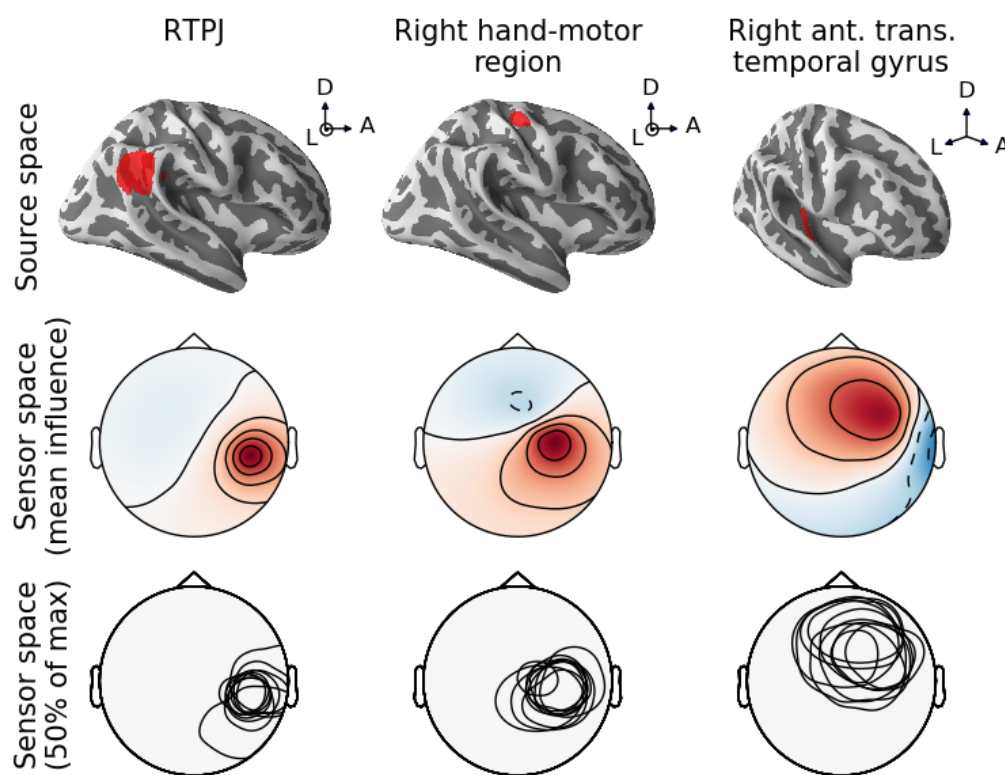 RTPJ
Right hand-motor
region
Right ant. trans.
temporal gyrus
Source space
D
L
A
D
L
A
D
L
A
Sensor space
(mean influence)
Sensor space
(50% of max)